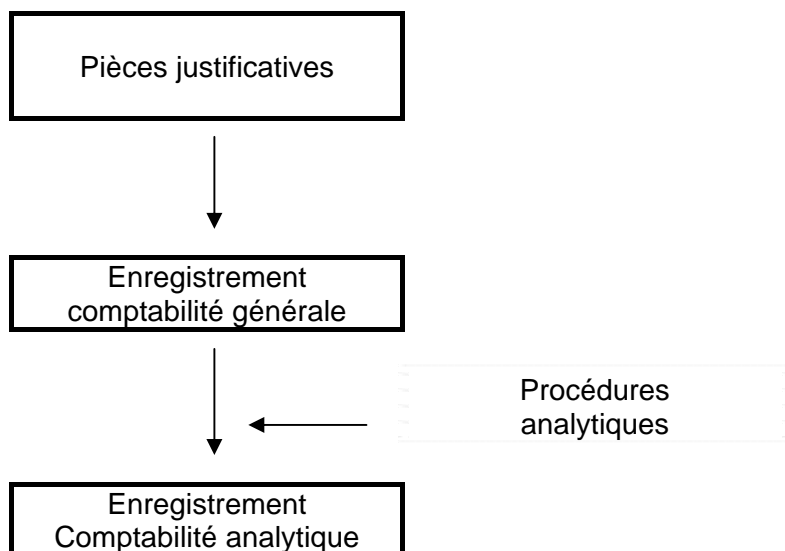 Pièces justificatives
Enregistrement
comptabilité générale
Procédures
analytiques
Enregistrement
Comptabilité analytique